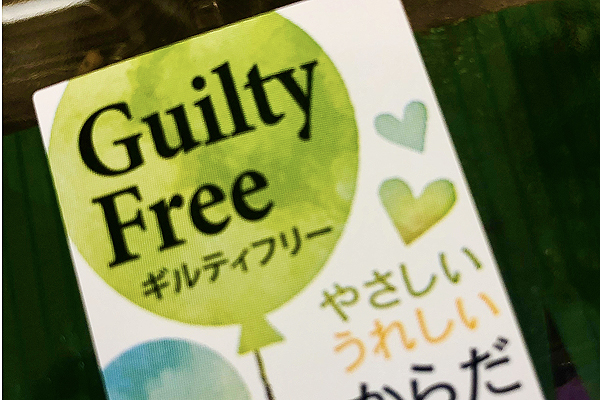 Guilty
Free
ギルティフリー
やさしい
うれしい
からだ